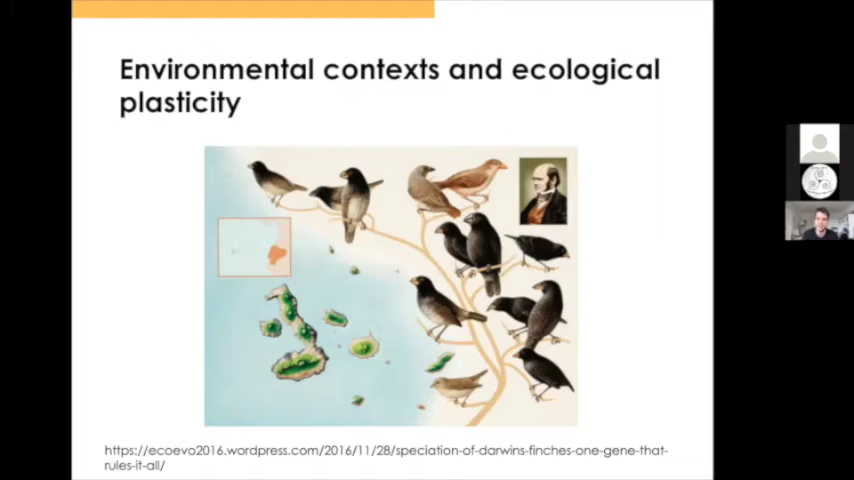 Environmental contexts and ecological
plasticity
https://ecoevo2016.wordpress.com/2016/11/28/speciation-of-darwins-finches-one-gene-that-
rules-it-all/